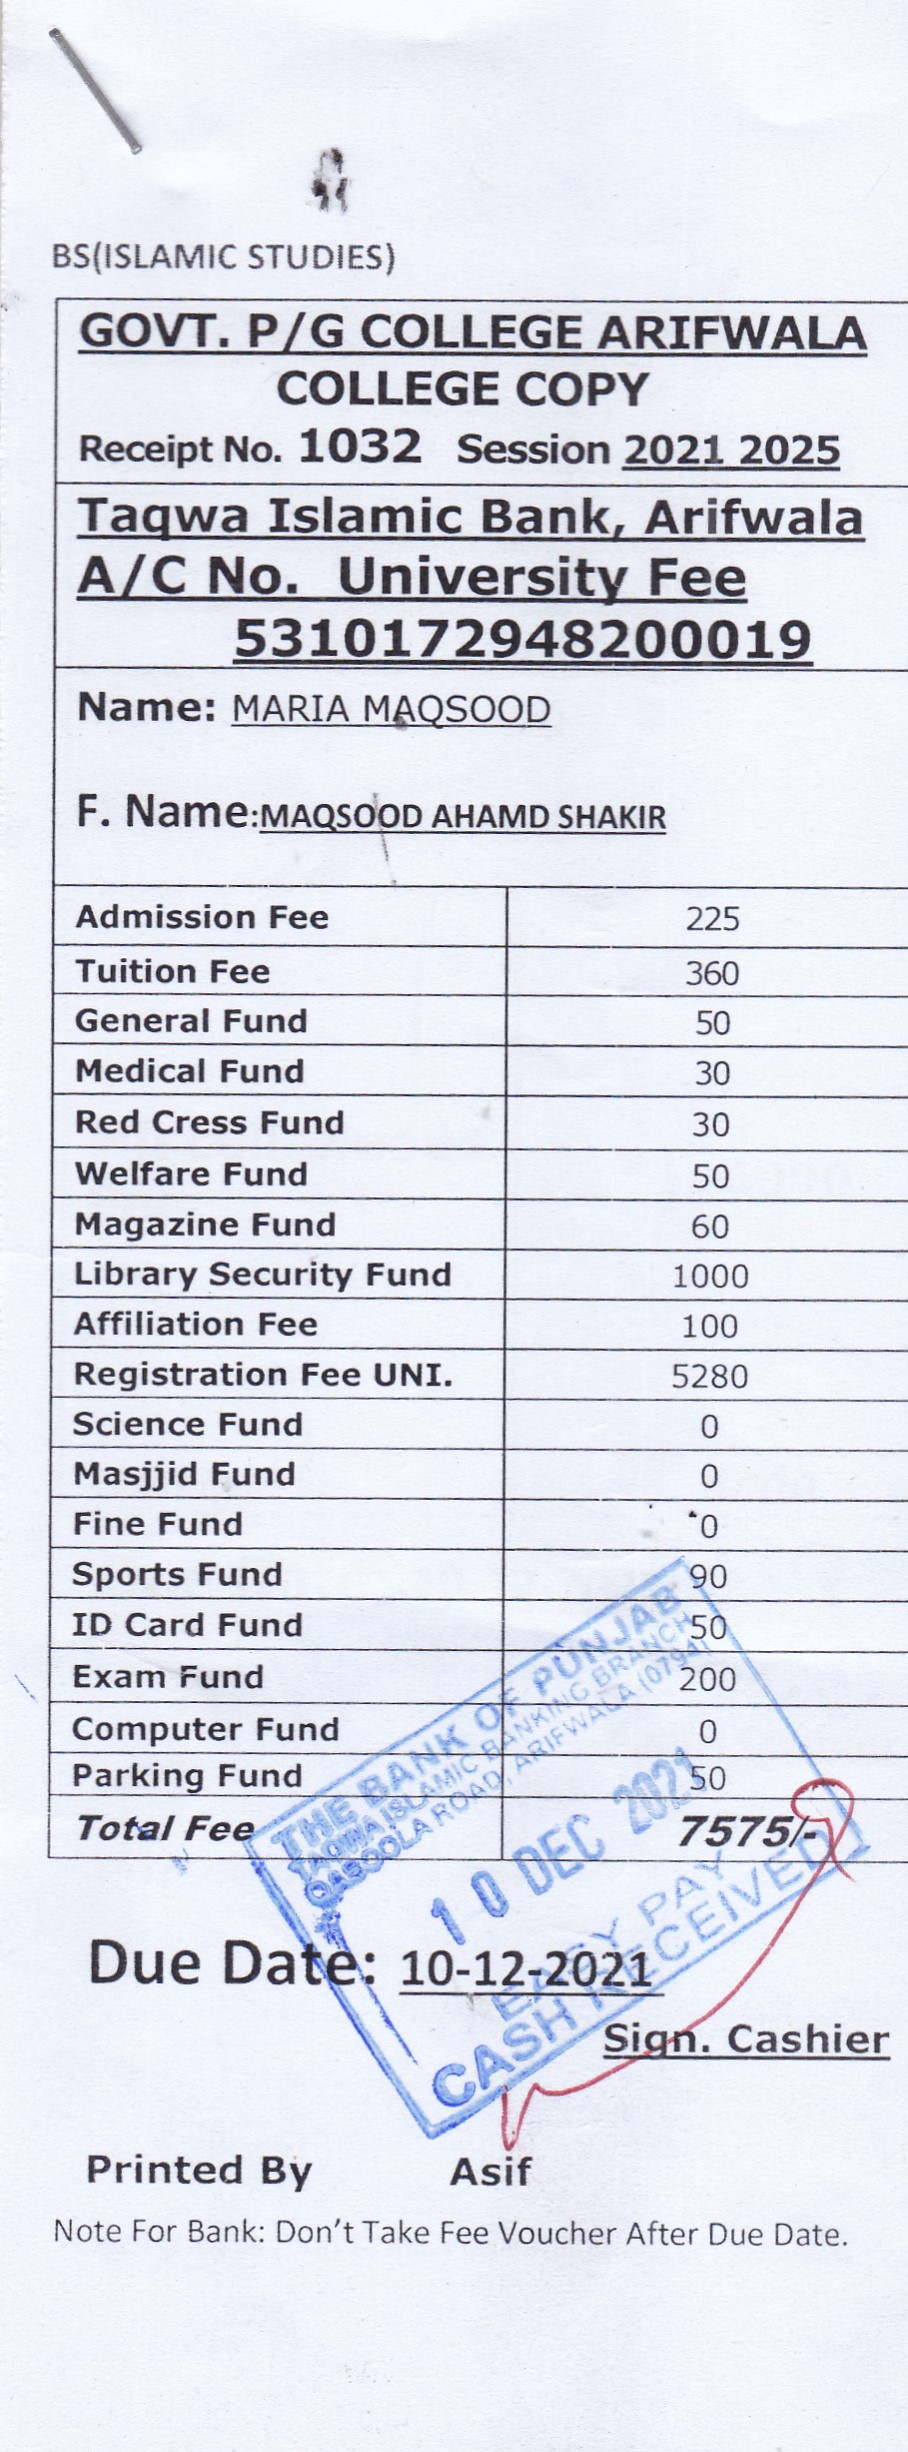 BS(ISLAMIC STUDIES)
GOVT. P/G COLLEGE ARIFWALA
COLLEGE COPY
Receipt No. 1032 Session 2021 2025
Taqwa Islamic Bank, Arifwala
A/C No. University Fee
5310172948200019
Name: MARIA MAQSOOD
F. Name:MAQSOOD AHAMD SHAKIR
Admission Fee 225
Tuition Fee 360
General Fund 50
Medical Fund 30
Red Cress Fund 30
Welfare Fund 50
Magazine Fund 60
Library Security Fund 1000
Affiliation Fee 100
Registration Fee UNI. 5280
Science Fund 0
Masjjid Fund 0
Fine Fund 0
Sports Fund 90
ID Card Fund 50
Exam Fund 200
Computer Fund 0
Parking Fund 50
Total Fee 7575/-
THE BANK OF PUNJAB
TAQWA ISLAMIC BANKING BRANCH
QABOOLA ROAD, ARIFWALA (0794)
10 DEC 2021
EASY PAY
CASH RECEIVED
Due Date: 10-12-2021
Sign. Cashier
Printed By Asif
Note For Bank: Don't Take Fee Voucher After Due Date.